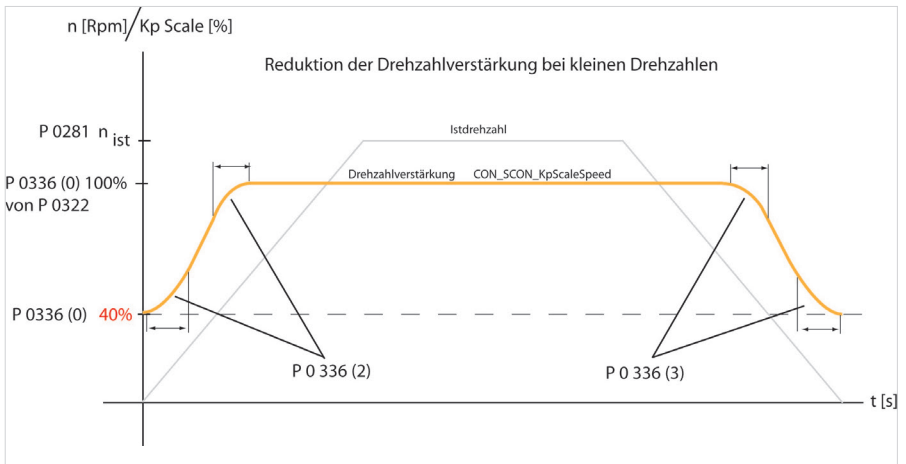 n [Rpm]/Kp Scale [%]
Reduktion der Drehzahlverstärkung bei kleinen Drehzahlen
P 0281 n ist
Istdrehzahl
P 0336 (0) 100%
von P 0322
Drehzahlverstärkung CON_SCON_KpScaleSpeed
P 0336 (0) 40%
P 0 336 (2)
P 0 336 (3)
t [s]